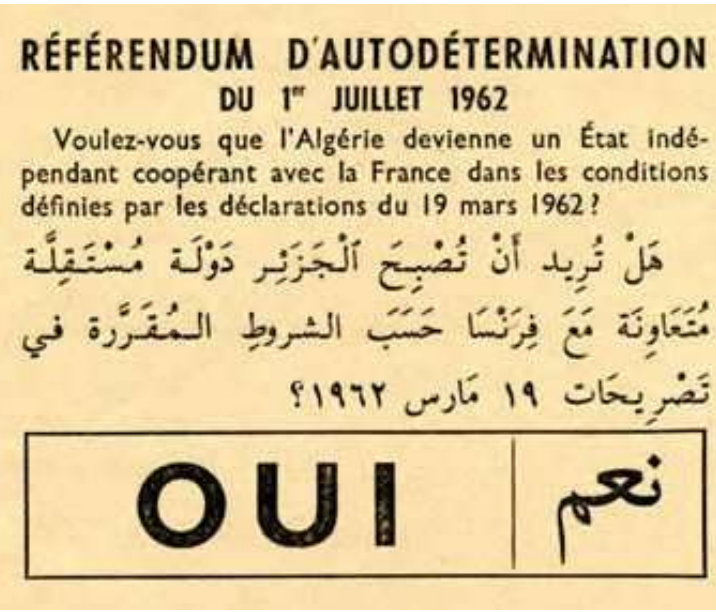 RÉFÉRENDUM D'AUTODÉTERMINATION
DU 1er JUILLET 1962
Voulez-vous que l'Algérie devienne un État indé-
pendant coopérant avec la France dans les conditions
définies par les déclarations du 19 mars 1962 ?
هَلْ تُرِيد أَنْ تُصْبِحَ ٱلْجَزَئِر دَوْلَة مُسْتَقِلَّة
مُتَعَاوِنَة مَعَ فِرَنْسَا حَسَبَ الشروطِ المُقَرَّرة في
تَصْرِيحَات ١٩ مَارس ١٩٦٢؟
OUI نعم